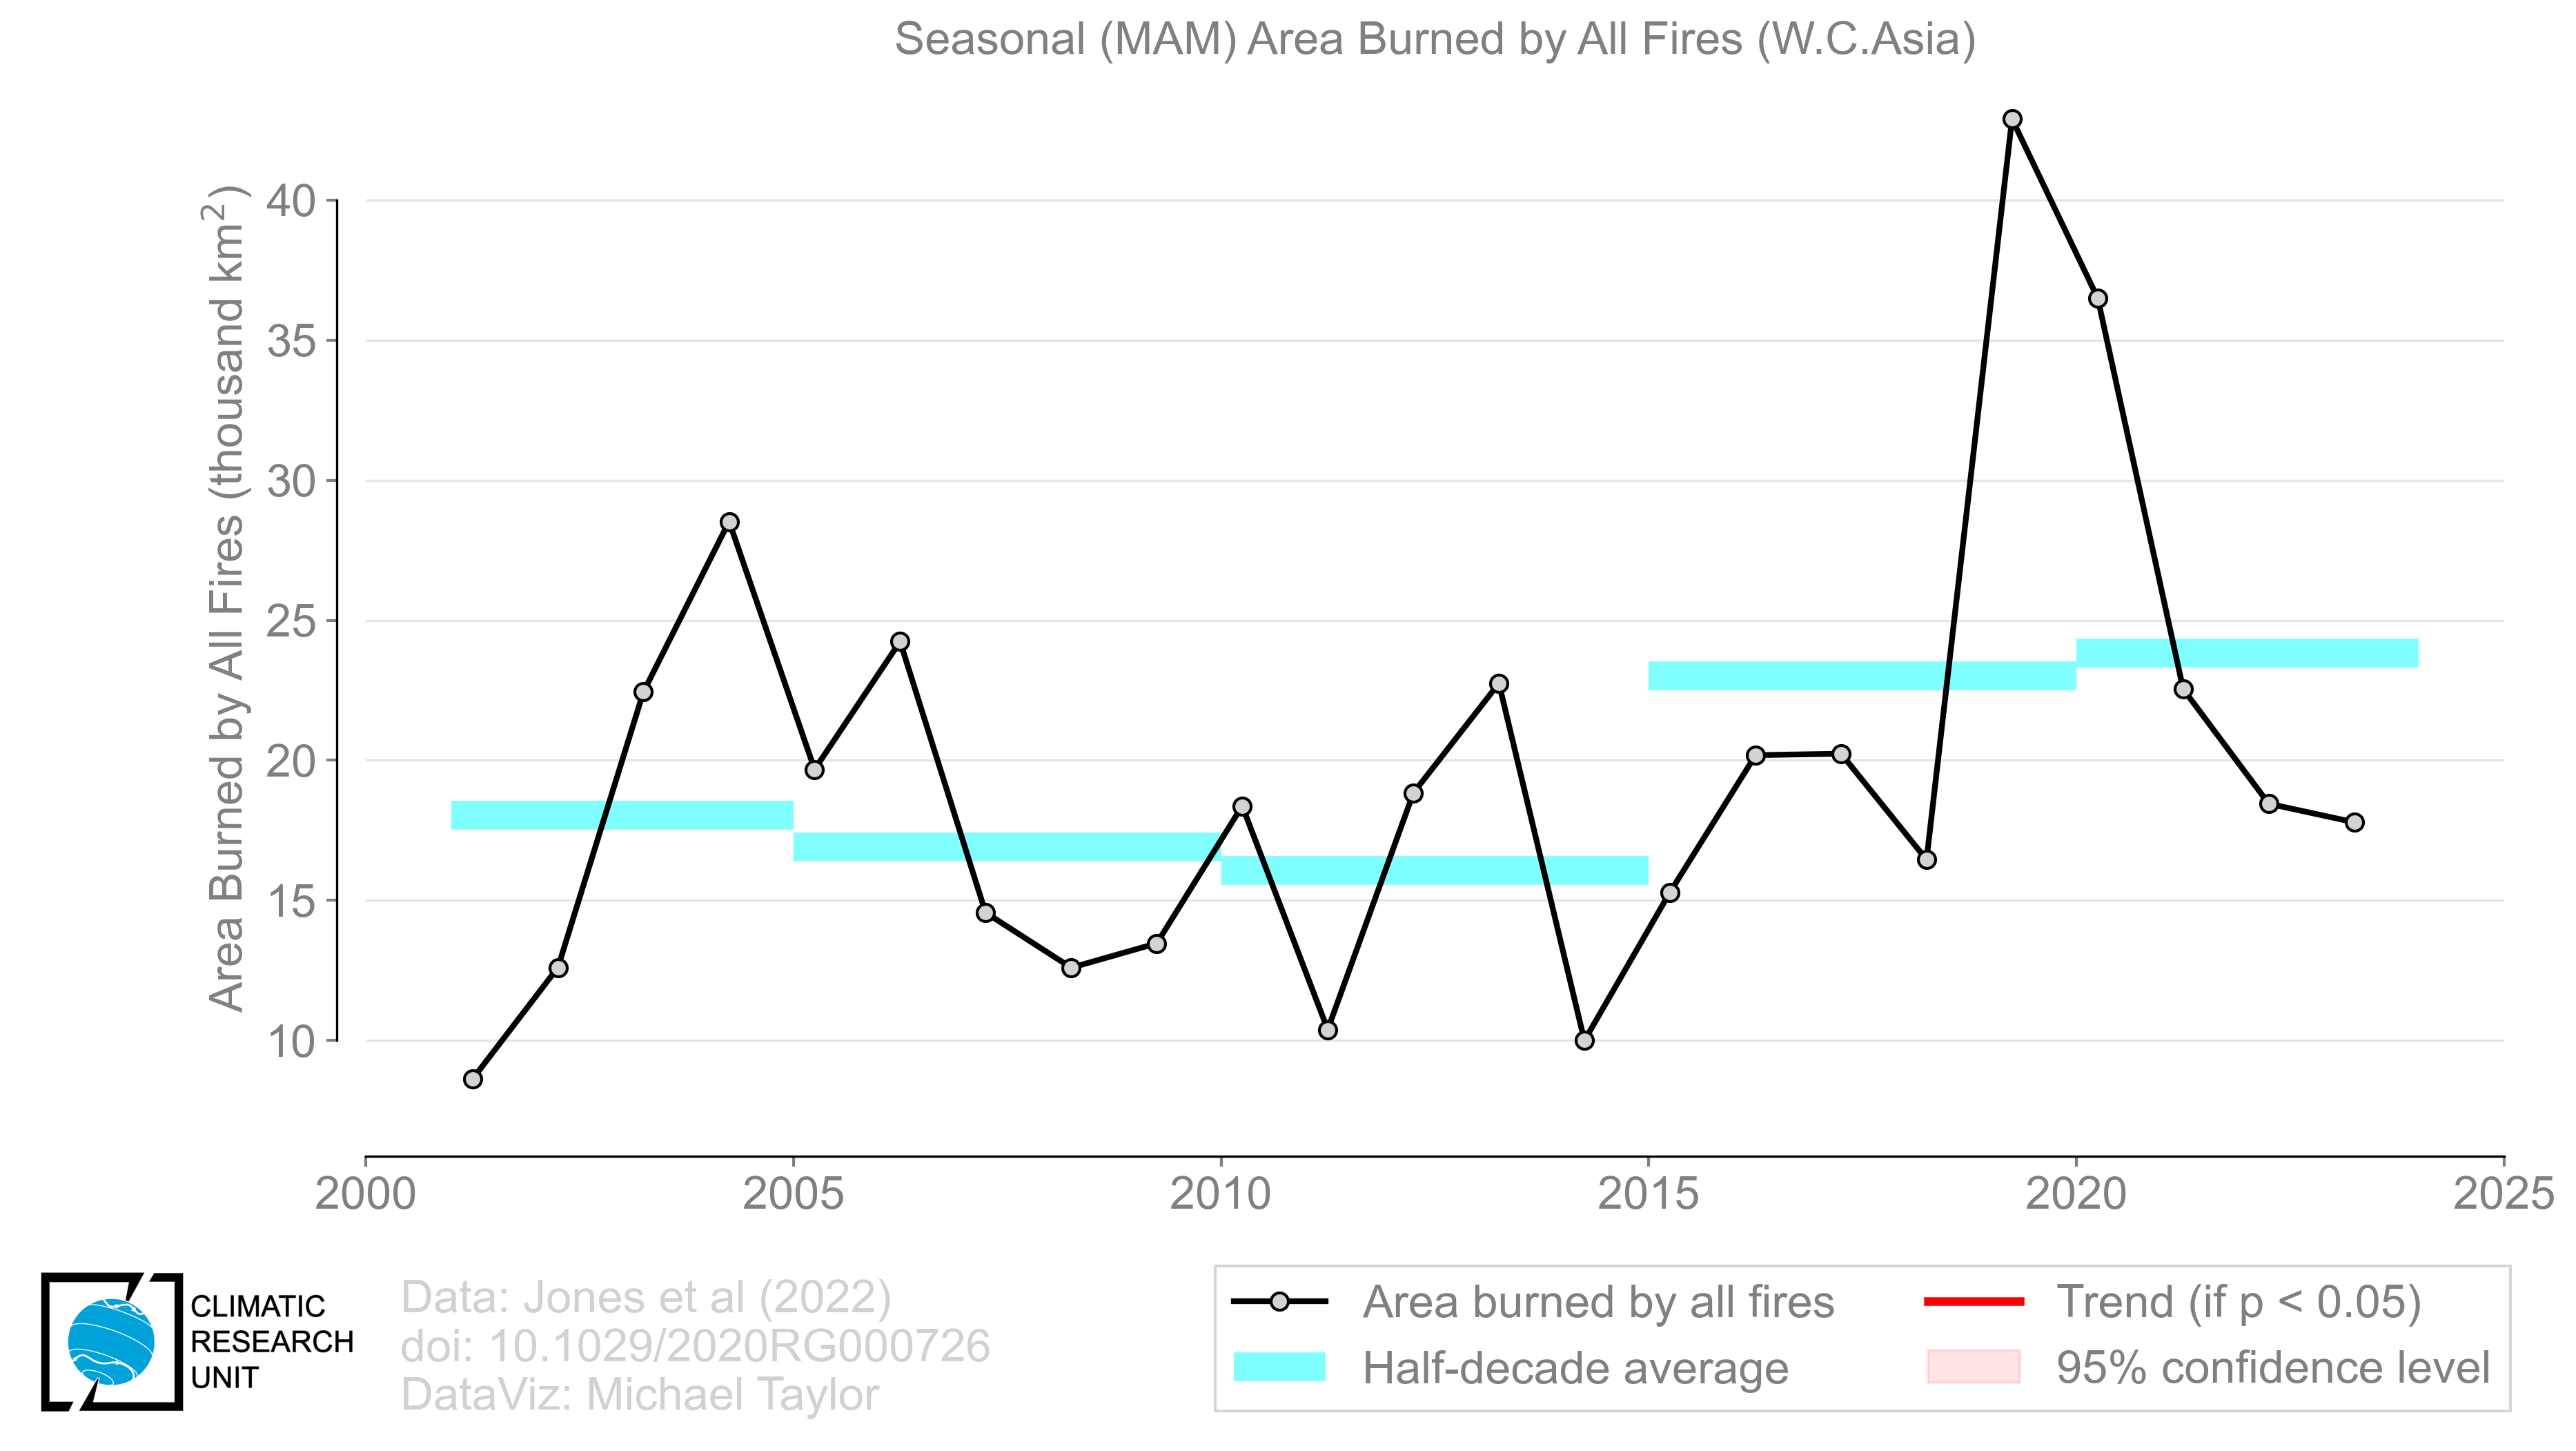 Seasonal (MAM) Area Burned by All Fires (W.C.Asia)
Area Burned by All Fires (thousand km²)
40
35
30
25
20
15
10
2000 2005 2010 2015 2020 2025
CLIMATIC
RESEARCH
UNIT
Data: Jones et al (2022)
doi: 10.1029/2020RG000726
DataViz: Michael Taylor
Area burned by all fires
Half-decade average
Trend (if p < 0.05)
95% confidence level